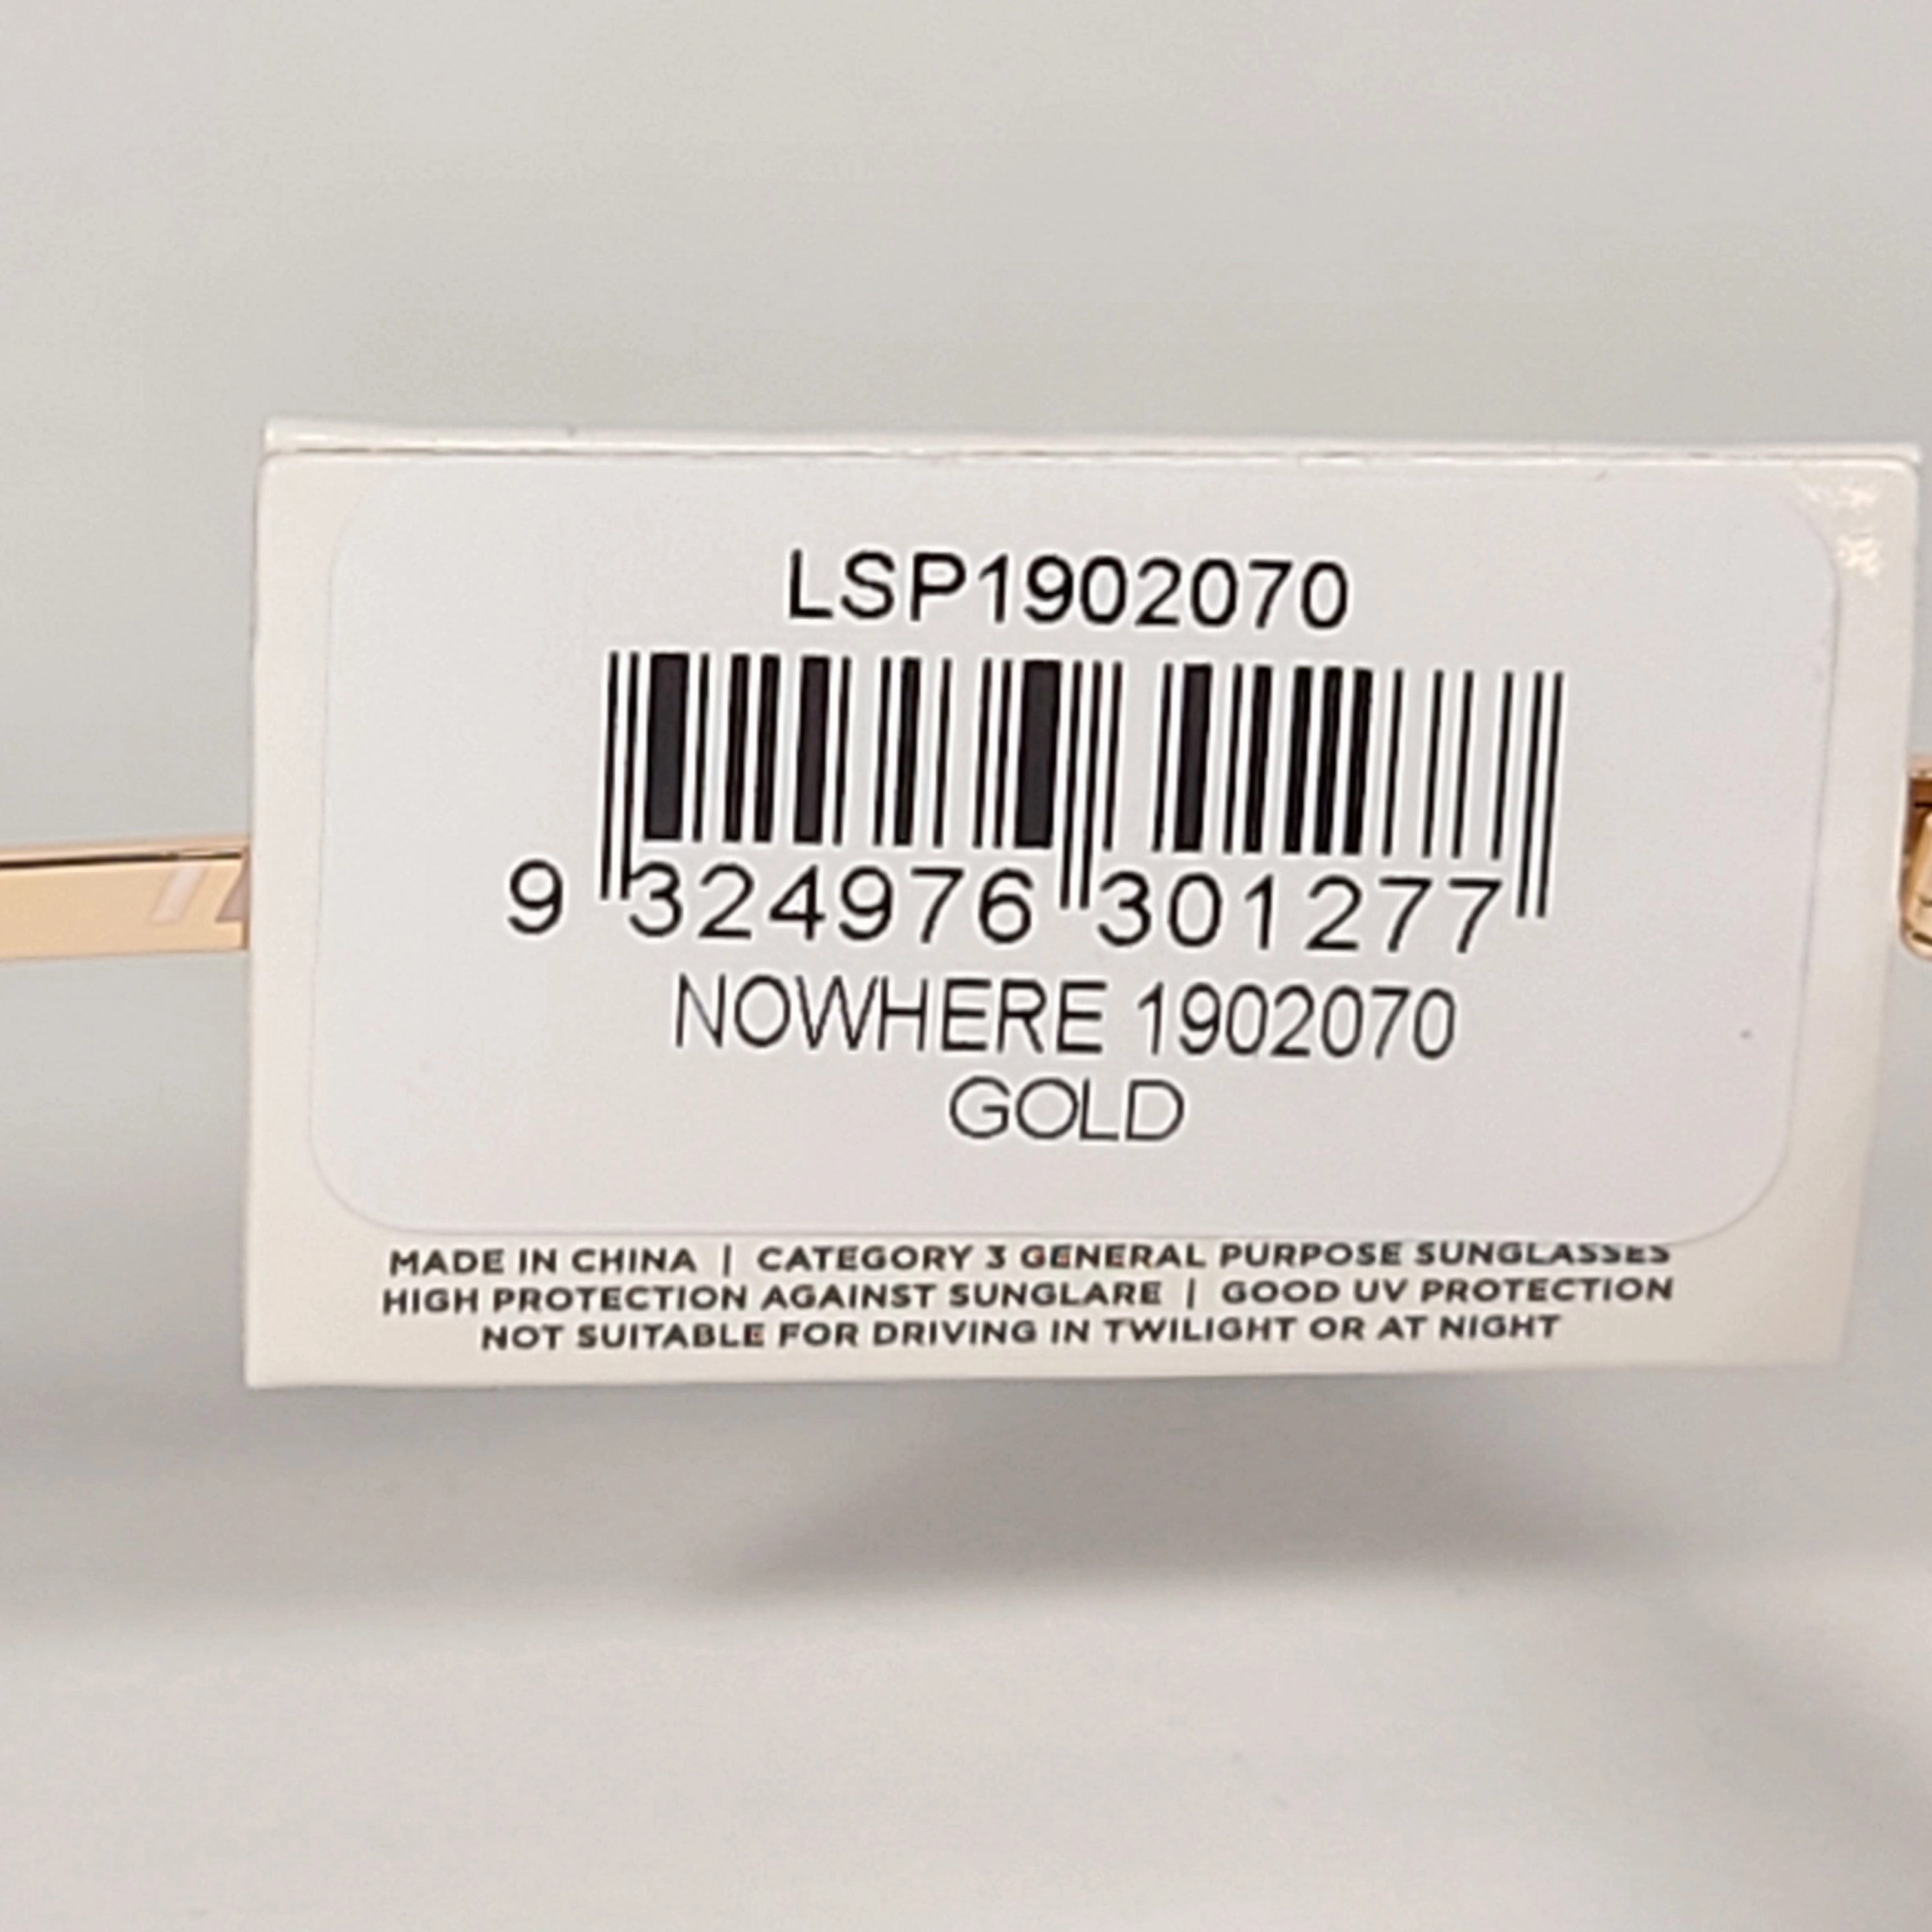 LSP1902070
9 324976 301277
NOWHERE 1902070
GOLD
MADE IN CHINA | CATEGORY 3 GENERAL PURPOSE SUNGLASSES
HIGH PROTECTION AGAINST SUNGLARE | GOOD UV PROTECTION
NOT SUITABLE FOR DRIVING IN TWILIGHT OR AT NIGHT